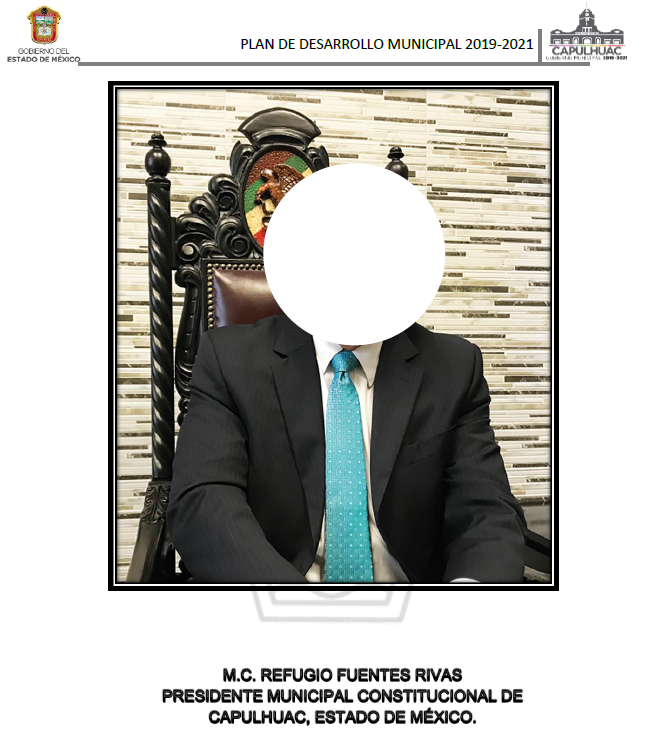 GOBIERNO DEL
ESTADO DE MÉXICO
PLAN DE DESARROLLO MUNICIPAL 2019-2021
CAPULHUAC
GOBIERNO MUNICIPAL 2019-2021
M.C. REFUGIO FUENTES RIVAS
PRESIDENTE MUNICIPAL CONSTITUCIONAL DE
CAPULHUAC, ESTADO DE MÉXICO.